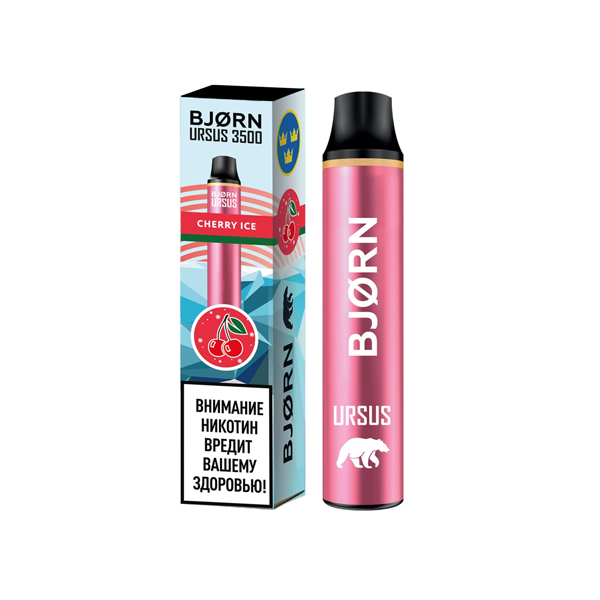 BJØRN
URSUS 3500
BJØRN
URSUS
CHERRY ICE
ВНИМАНИЕ
НИКОТИН
ВРЕДИТ
ВАШЕМУ
ЗДОРОВЬЮ!
BJØRN
BJØRN
URSUS